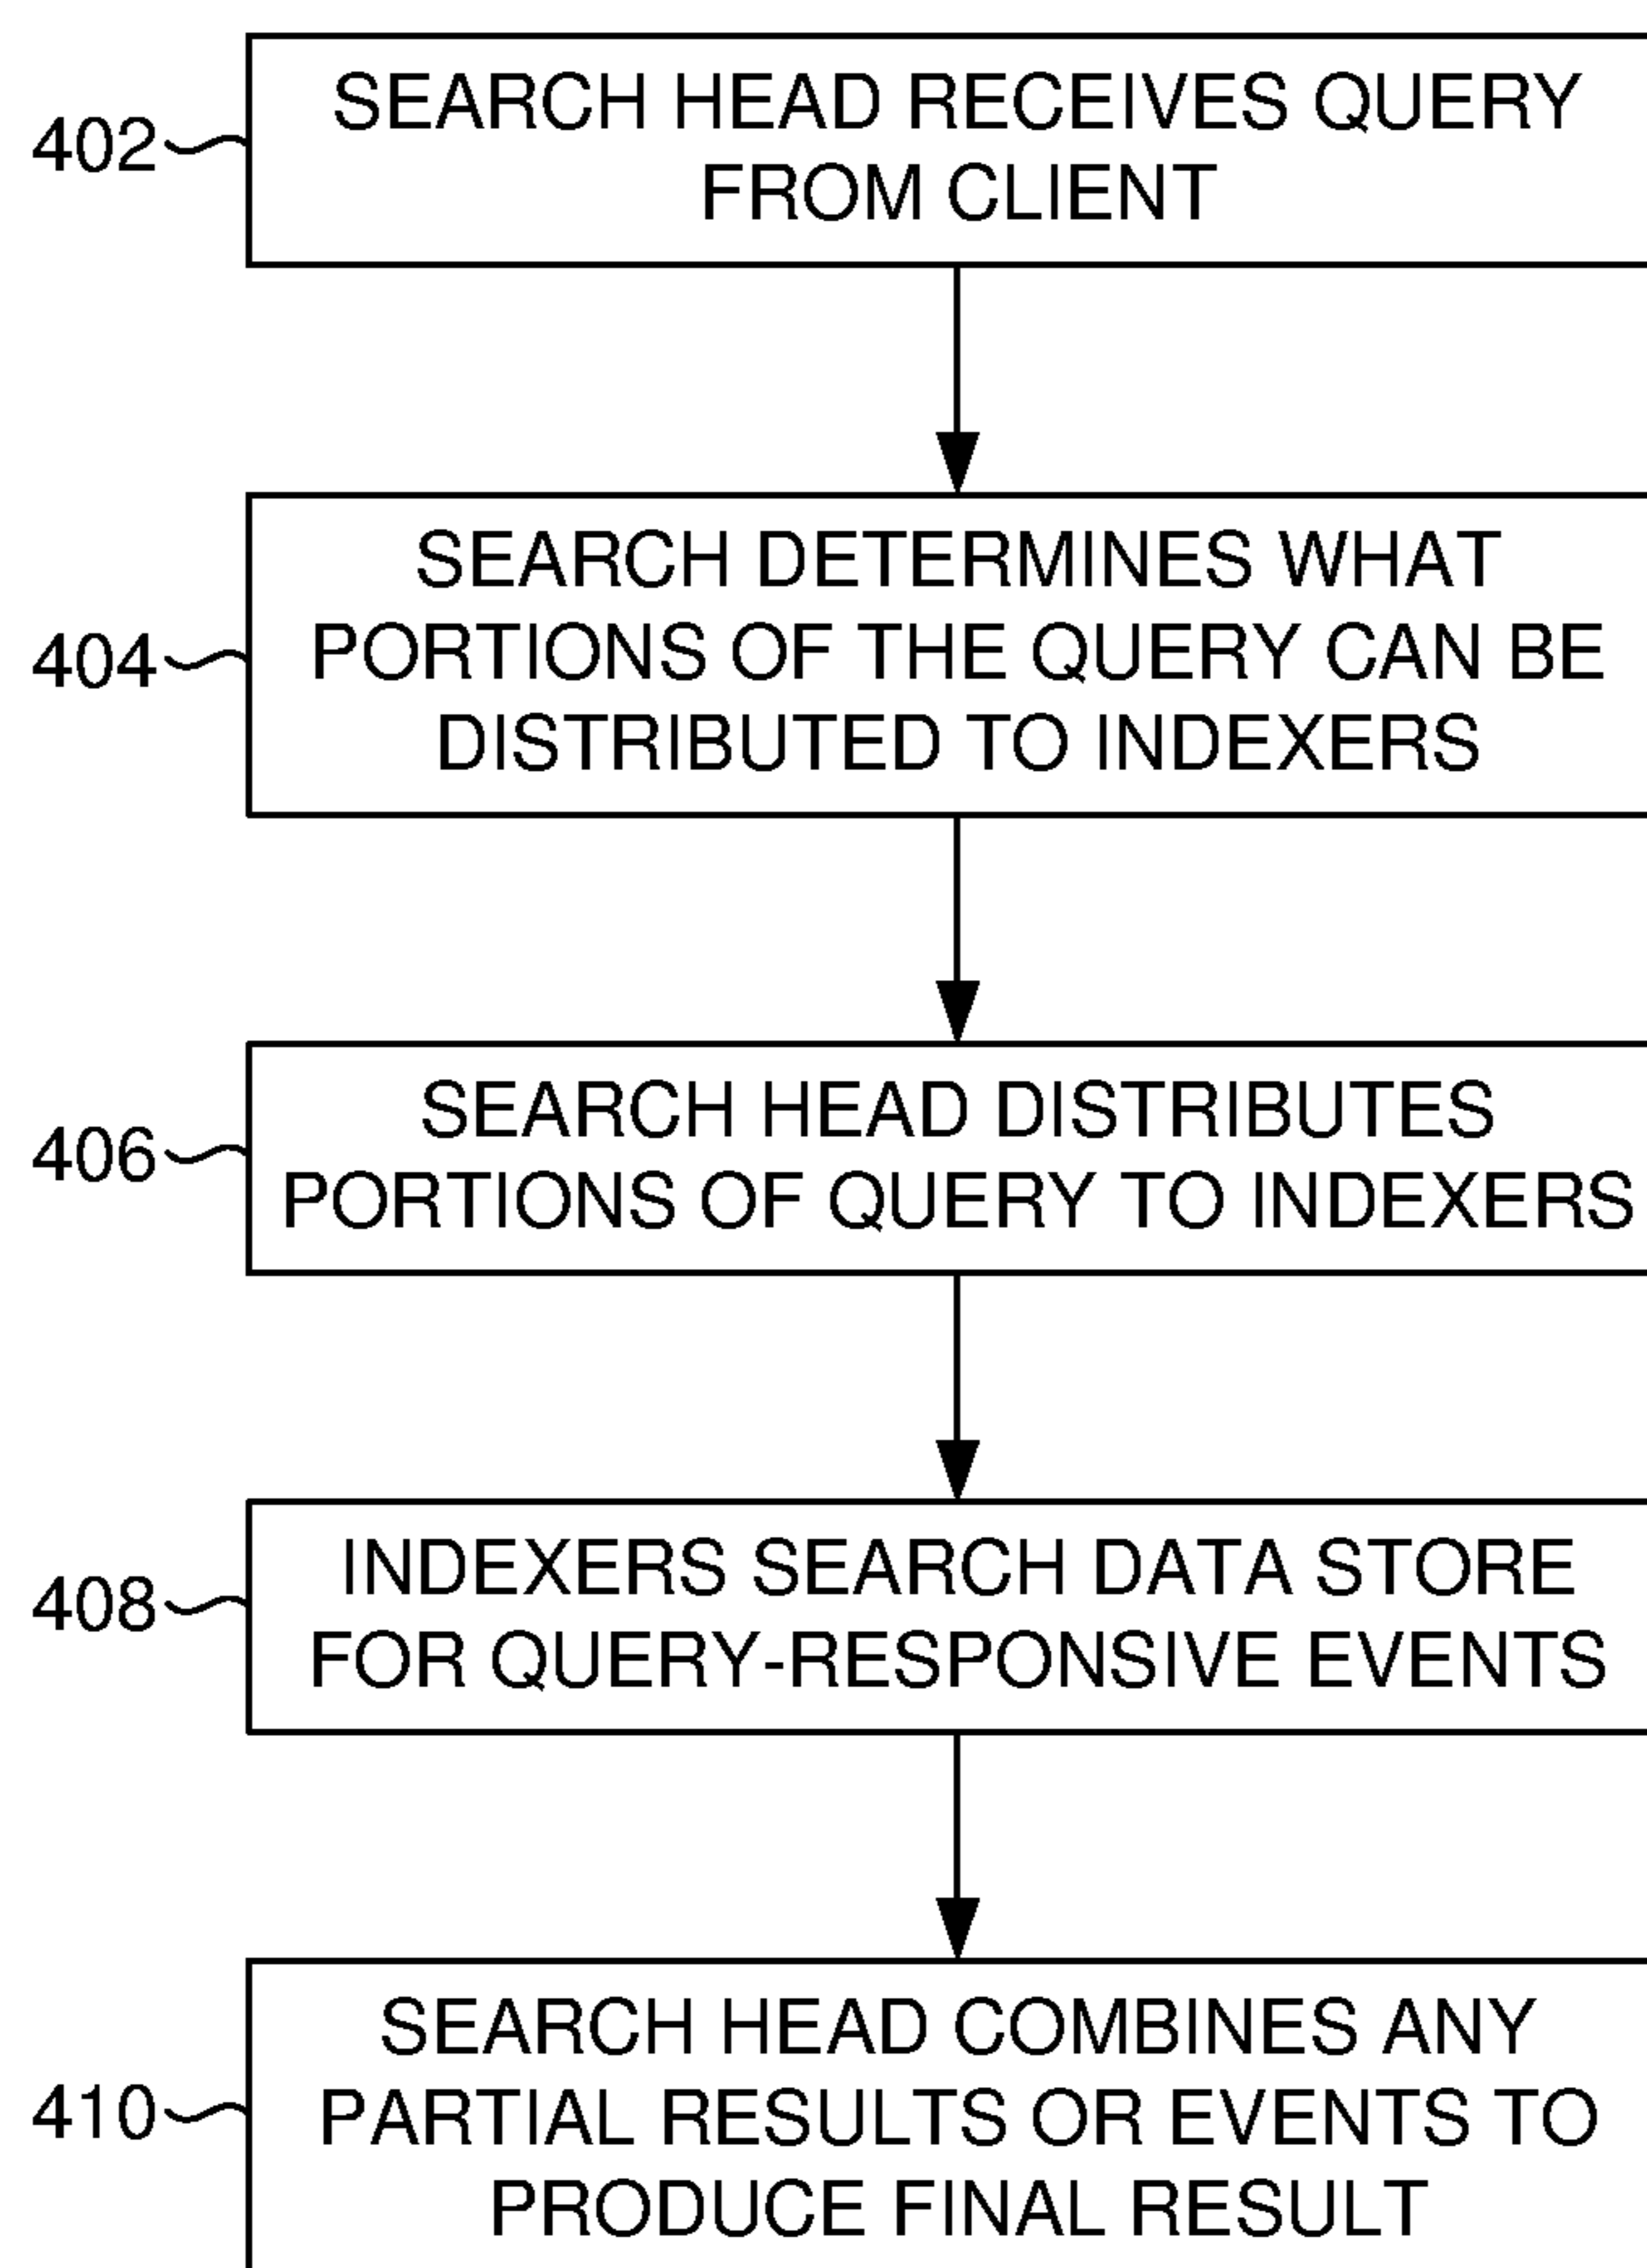 402
SEARCH HEAD RECEIVES QUERY
FROM CLIENT
404
SEARCH DETERMINES WHAT
PORTIONS OF THE QUERY CAN BE
DISTRIBUTED TO INDEXERS
406
SEARCH HEAD DISTRIBUTES
PORTIONS OF QUERY TO INDEXERS
408
INDEXERS SEARCH DATA STORE
FOR QUERY-RESPONSIVE EVENTS
410
SEARCH HEAD COMBINES ANY
PARTIAL RESULTS OR EVENTS TO
PRODUCE FINAL RESULT